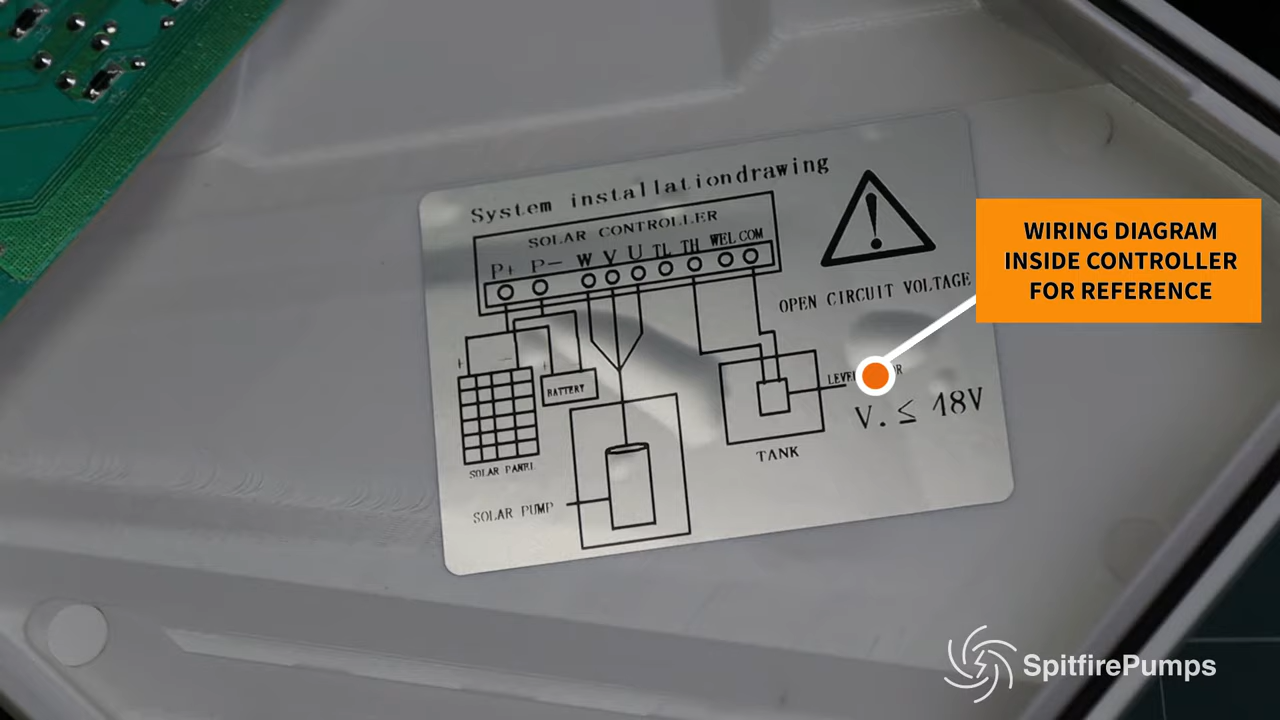 System installationdrawing
SOLAR CONTROLLER
P+ P- W V U TL TH WEL COM
OPEN CIRCUIT VOLTAGE
V. ≤ 18V
+ - +
BATTERY
SOLAR PANEL
SOLAR PUMP
TANK
WIRING DIAGRAM
INSIDE CONTROLLER
FOR REFERENCE
SpitfirePumps